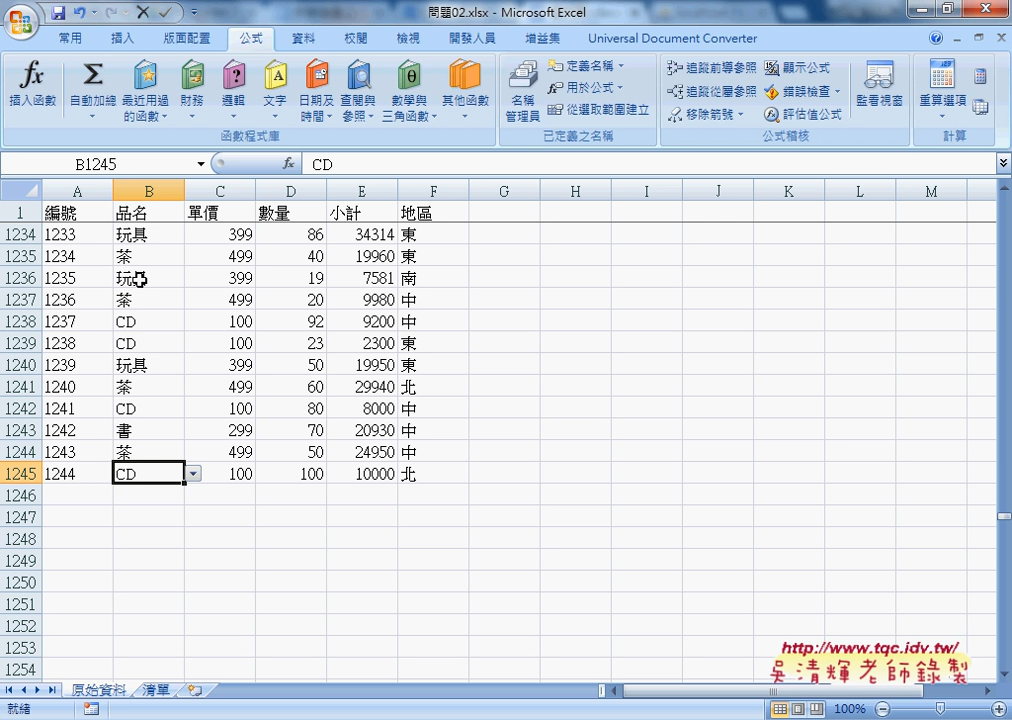 問題02.xlsx - Microsoft Excel
常用 插入 版面配置 公式 資料 校閱 檢視 開發人員 增益集 Universal Document Converter
插入函數 自動加總 最近用過的函數 財務 邏輯 文字 日期及時間 查閱與參照 數學與三角函數 其他函數
函數程式庫
名稱管理員 定義名稱 用於公式 從選取範圍建立
已定義之名稱
追蹤前導參照 追蹤從屬參照 移除箭號 顯示公式 錯誤檢查 評估值公式 監看視窗
公式稽核
重算選項
計算
B1245 fx CD
A B C D E F G H I J K L M
1 編號 品名 單價 數量 小計 地區
1234 1233 玩具 399 86 34314 東
1235 1234 茶 499 40 19960 東
1236 1235 玩 399 19 7581 南
1237 1236 茶 499 20 9980 中
1238 1237 CD 100 92 9200 中
1239 1238 CD 100 23 2300 東
1240 1239 玩具 399 50 19950 東
1241 1240 茶 499 60 29940 北
1242 1241 CD 100 80 8000 中
1243 1242 書 299 70 20930 中
1244 1243 茶 499 50 24950 中
1245 1244 CD 100 100 10000 北
1246
1247
1248
1249
1250
1251
1252
1253
1254
http://www.tqc.idv.tw/
吳清輝老師錄製
原始資料 清單
就緒 100%